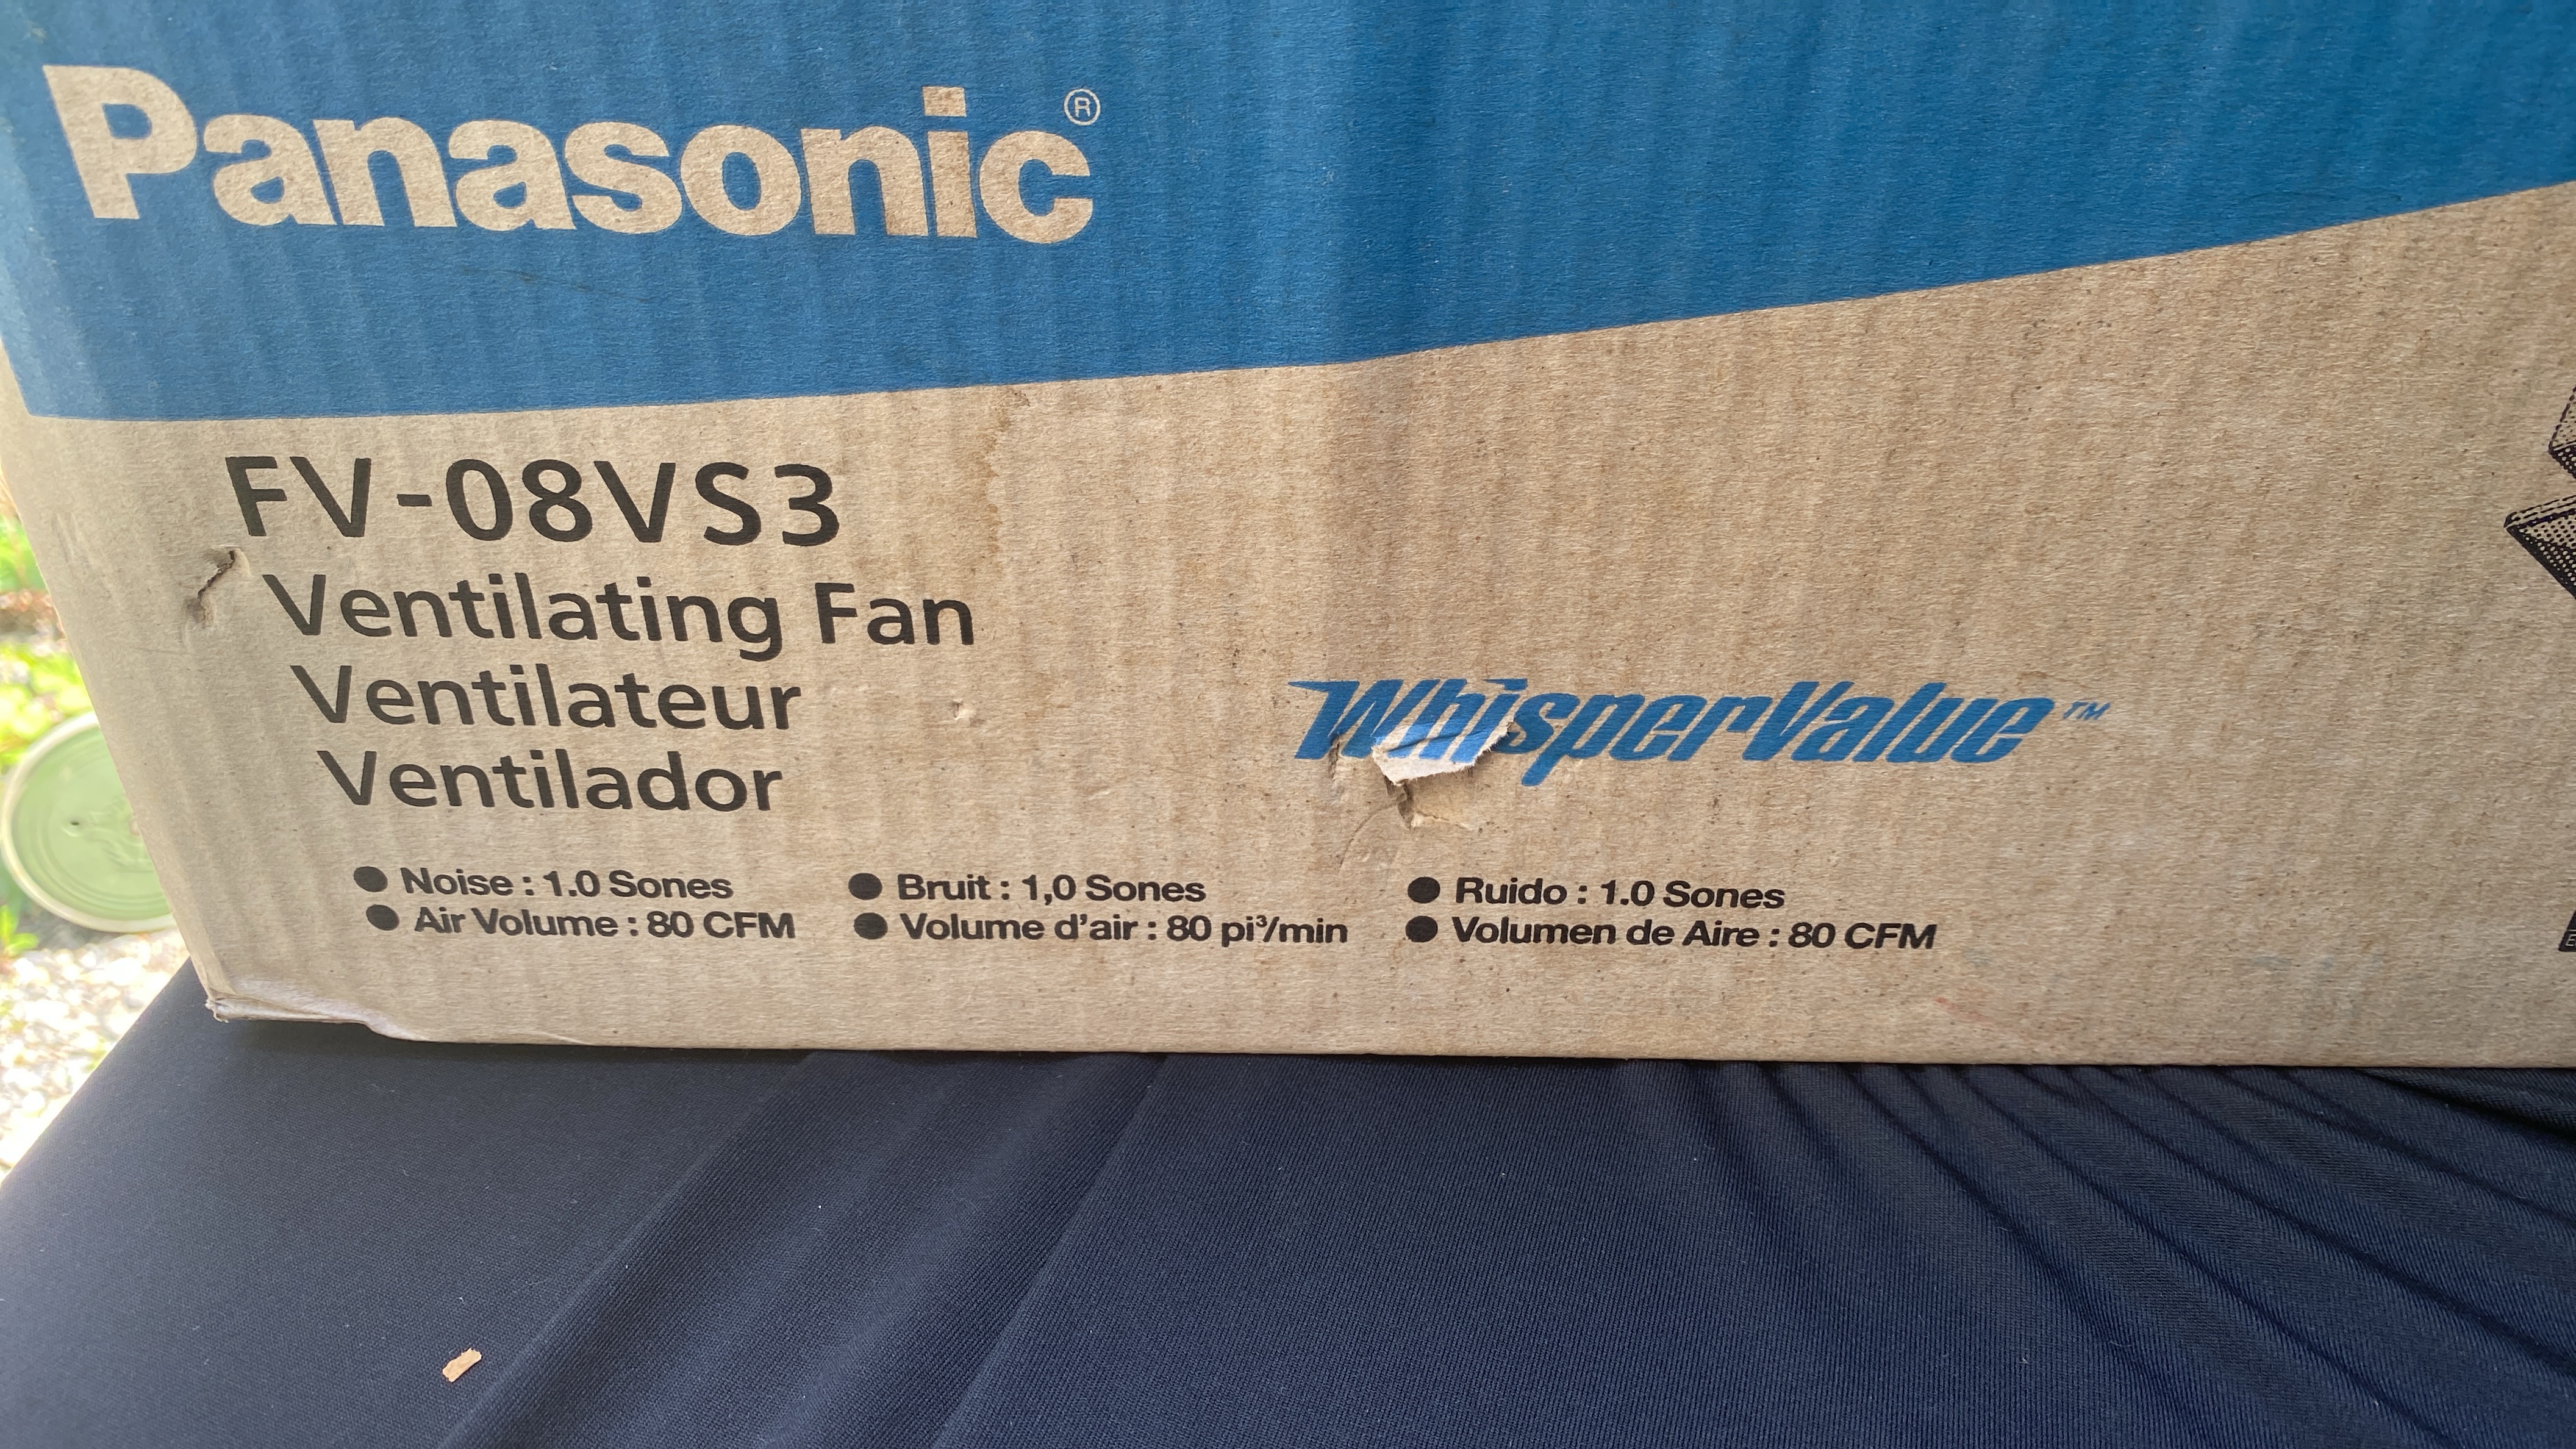 Panasonic®
FV-08VS3
Ventilating Fan
Ventilateur
Ventilador
WhisperValue™
● Noise : 1.0 Sones
● Air Volume : 80 CFM
● Bruit : 1,0 Sones
● Volume d'air : 80 pi³/min
● Ruido : 1.0 Sones
● Volumen de Aire : 80 CFM